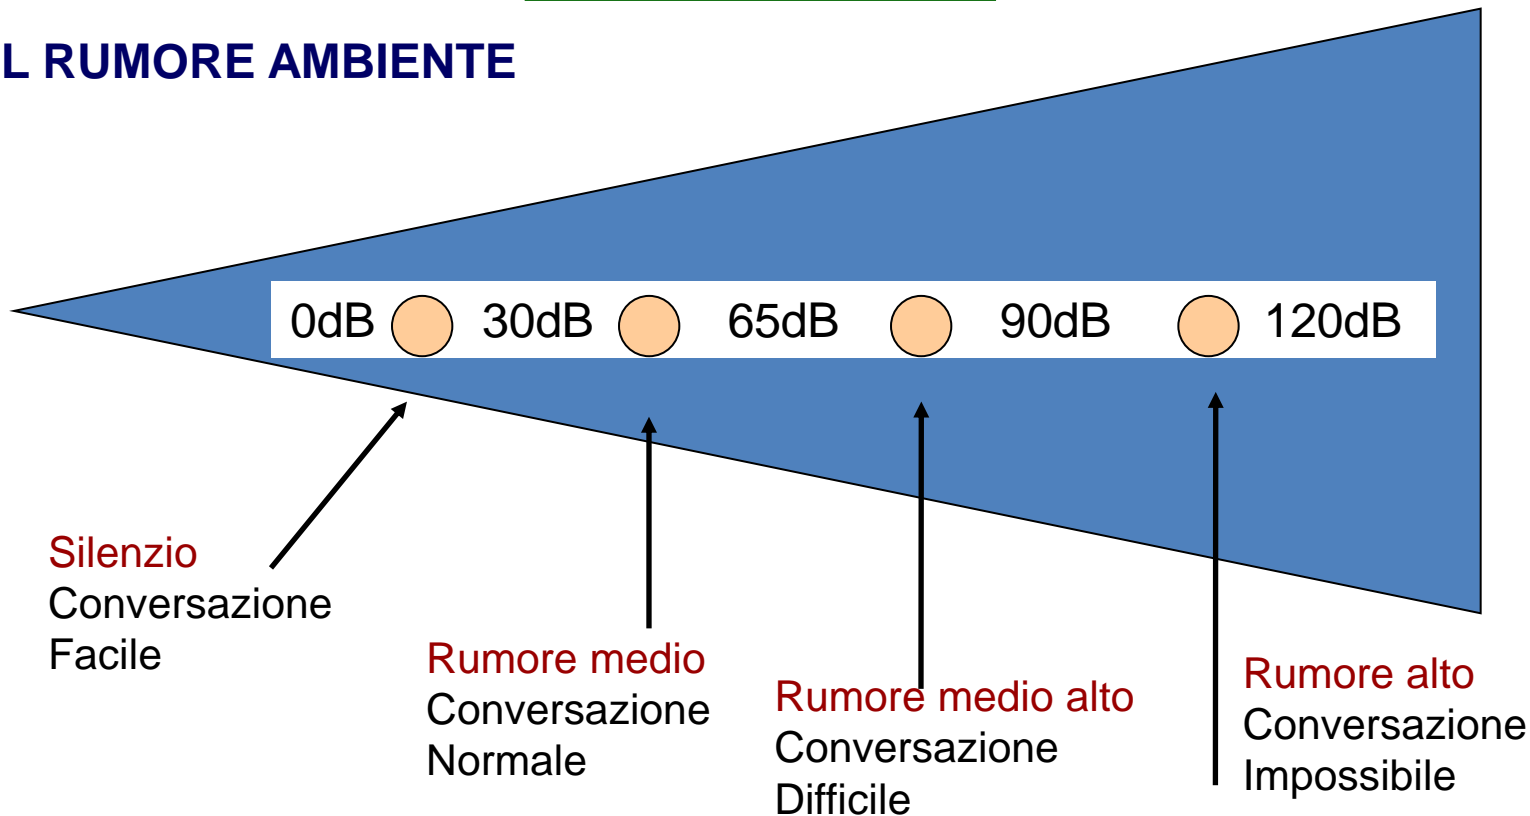 L RUMORE AMBIENTE
0dB 30dB 65dB 90dB 120dB
Silenzio
Conversazione
Facile
Rumore medio
Conversazione
Normale
Rumore medio alto
Conversazione
Difficile
Rumore alto
Conversazione
Impossibile